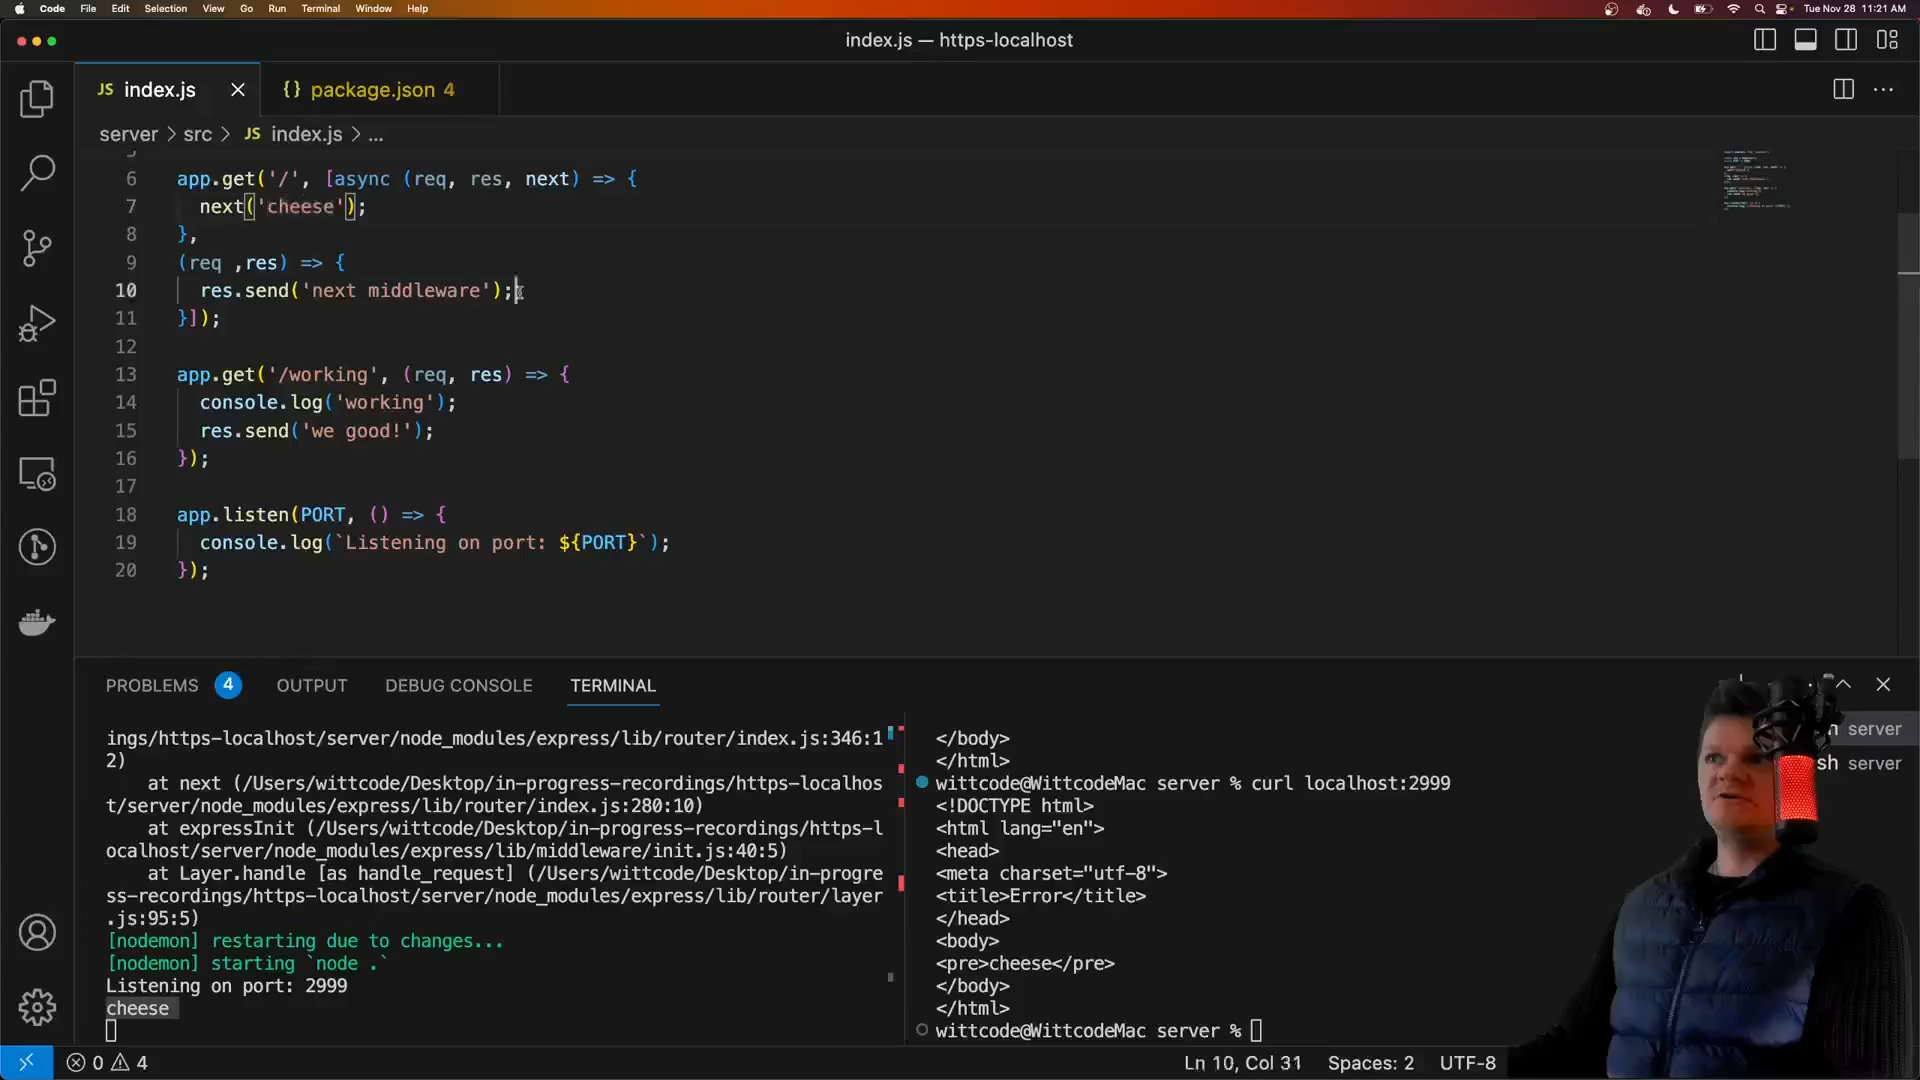 Code File Edit Selection View Go Run Terminal Window Help Tue Nov 28 11:21 AM
index.js — https-localhost
JS index.js {} package.json 4
server > src > JS index.js > ...
6 app.get('/', [async (req, res, next) => {
7 next('cheese');
8 },
9 (req ,res) => {
10 res.send('next middleware');
11 }]);
12
13 app.get('/working', (req, res) => {
14 console.log('working');
15 res.send('we good!');
16 });
17
18 app.listen(PORT, () => {
19 console.log(`Listening on port: ${PORT}`);
20 });
PROBLEMS 4 OUTPUT DEBUG CONSOLE TERMINAL
ings/https-localhost/server/node_modules/express/lib/router/index.js:346:1
2)
at next (/Users/wittcode/Desktop/in-progress-recordings/https-localhos
t/server/node_modules/express/lib/router/index.js:280:10)
at expressInit (/Users/wittcode/Desktop/in-progress-recordings/https-l
ocalhost/server/node_modules/express/lib/middleware/init.js:40:5)
at Layer.handle [as handle_request] (/Users/wittcode/Desktop/in-progre
ss-recordings/https-localhost/server/node_modules/express/lib/router/layer
.js:95:5)
[nodemon] restarting due to changes...
[nodemon] starting `node .`
Listening on port: 2999
cheese
</body>
</html>
wittcode@WittcodeMac server % curl localhost:2999
<!DOCTYPE html>
<html lang="en">
<head>
<meta charset="utf-8">
<title>Error</title>
</head>
<body>
<pre>cheese</pre>
</body>
</html>
wittcode@WittcodeMac server %
server
sh server
0 4 Ln 10, Col 31 Spaces: 2 UTF-8